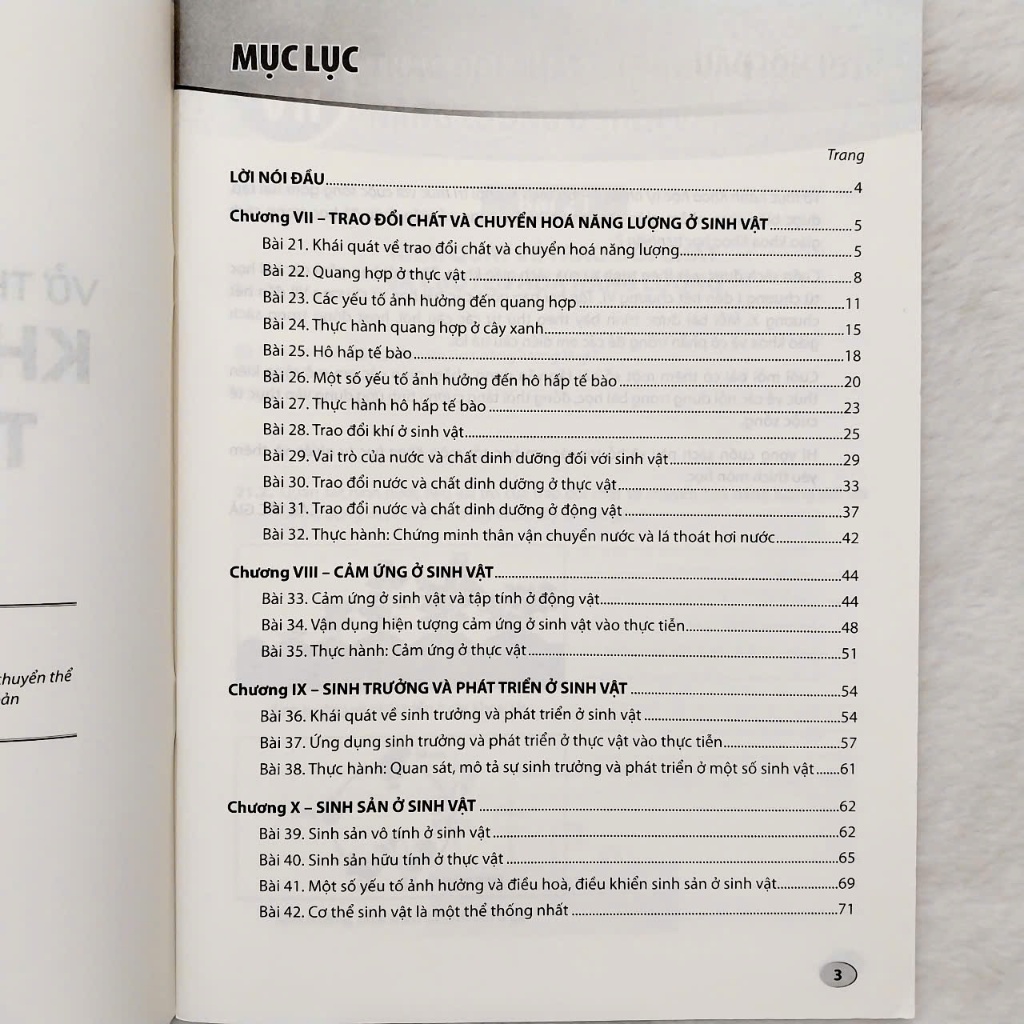 MỤC LỤC
Trang
LỜI NÓI ĐẦU........4
Chương VII – TRAO ĐỔI CHẤT VÀ CHUYỂN HOÁ NĂNG LƯỢNG Ở SINH VẬT........5
Bài 21. Khái quát về trao đổi chất và chuyển hoá năng lượng........5
Bài 22. Quang hợp ở thực vật........8
Bài 23. Các yếu tố ảnh hưởng đến quang hợp........11
Bài 24. Thực hành quang hợp ở cây xanh........15
Bài 25. Hô hấp tế bào........18
Bài 26. Một số yếu tố ảnh hưởng đến hô hấp tế bào........20
Bài 27. Thực hành hô hấp tế bào........23
Bài 28. Trao đổi khí ở sinh vật........25
Bài 29. Vai trò của nước và chất dinh dưỡng đối với sinh vật........29
Bài 30. Trao đổi nước và chất dinh dưỡng ở thực vật........33
Bài 31. Trao đổi nước và chất dinh dưỡng ở động vật........37
Bài 32. Thực hành: Chứng minh thân vận chuyển nước và lá thoát hơi nước........42
Chương VIII – CẢM ỨNG Ở SINH VẬT........44
Bài 33. Cảm ứng ở sinh vật và tập tính ở động vật........44
Bài 34. Vận dụng hiện tượng cảm ứng ở sinh vật vào thực tiễn........48
Bài 35. Thực hành: Cảm ứng ở thực vật........51
Chương IX – SINH TRƯỞNG VÀ PHÁT TRIỂN Ở SINH VẬT........54
Bài 36. Khái quát về sinh trưởng và phát triển ở sinh vật........54
Bài 37. Ứng dụng sinh trưởng và phát triển ở thực vật vào thực tiễn........57
Bài 38. Thực hành: Quan sát, mô tả sự sinh trưởng và phát triển ở một số sinh vật......61
Chương X – SINH SẢN Ở SINH VẬT........62
Bài 39. Sinh sản vô tính ở sinh vật........62
Bài 40. Sinh sản hữu tính ở thực vật........65
Bài 41. Một số yếu tố ảnh hưởng và điều hoà, điều khiển sinh sản ở sinh vật........69
Bài 42. Cơ thể sinh vật là một thể thống nhất........71
3
chuyển thể